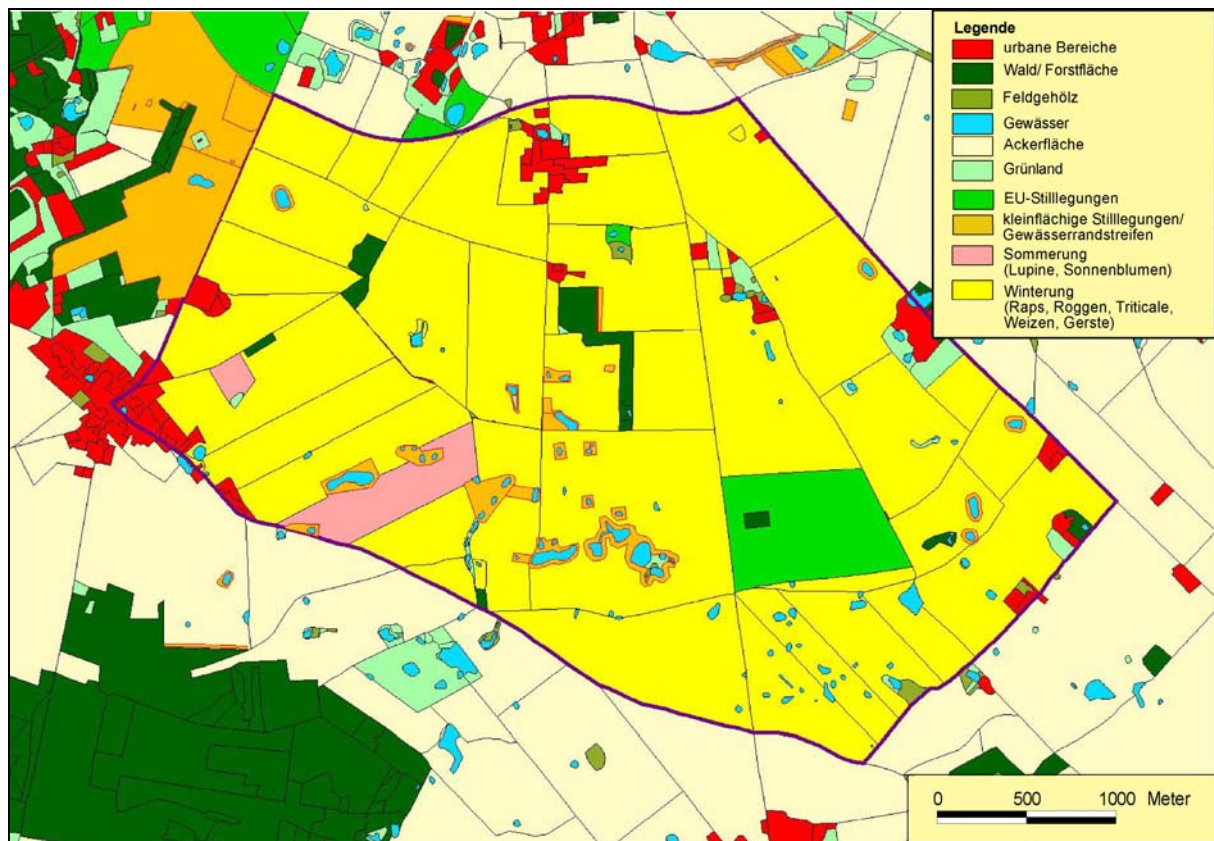 Legende
urbane Bereiche
Wald/ Forstfläche
Feldgehölz
Gewässer
Ackerfläche
Grünland
EU-Stilllegungen
kleinflächige Stilllegungen/
Gewässerrandstreifen
Sommerung
(Lupine, Sonnenblumen)
Winterung
(Raps, Roggen, Triticale,
Weizen, Gerste)
0 500 1000 Meter